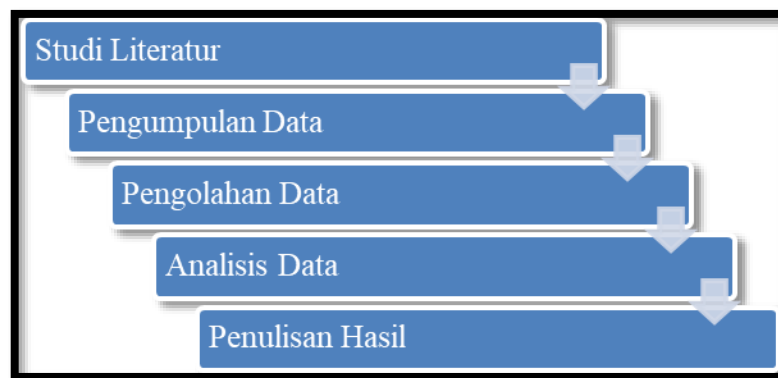 Studi Literatur
Pengumpulan Data
Pengolahan Data
Analisis Data
Penulisan Hasil